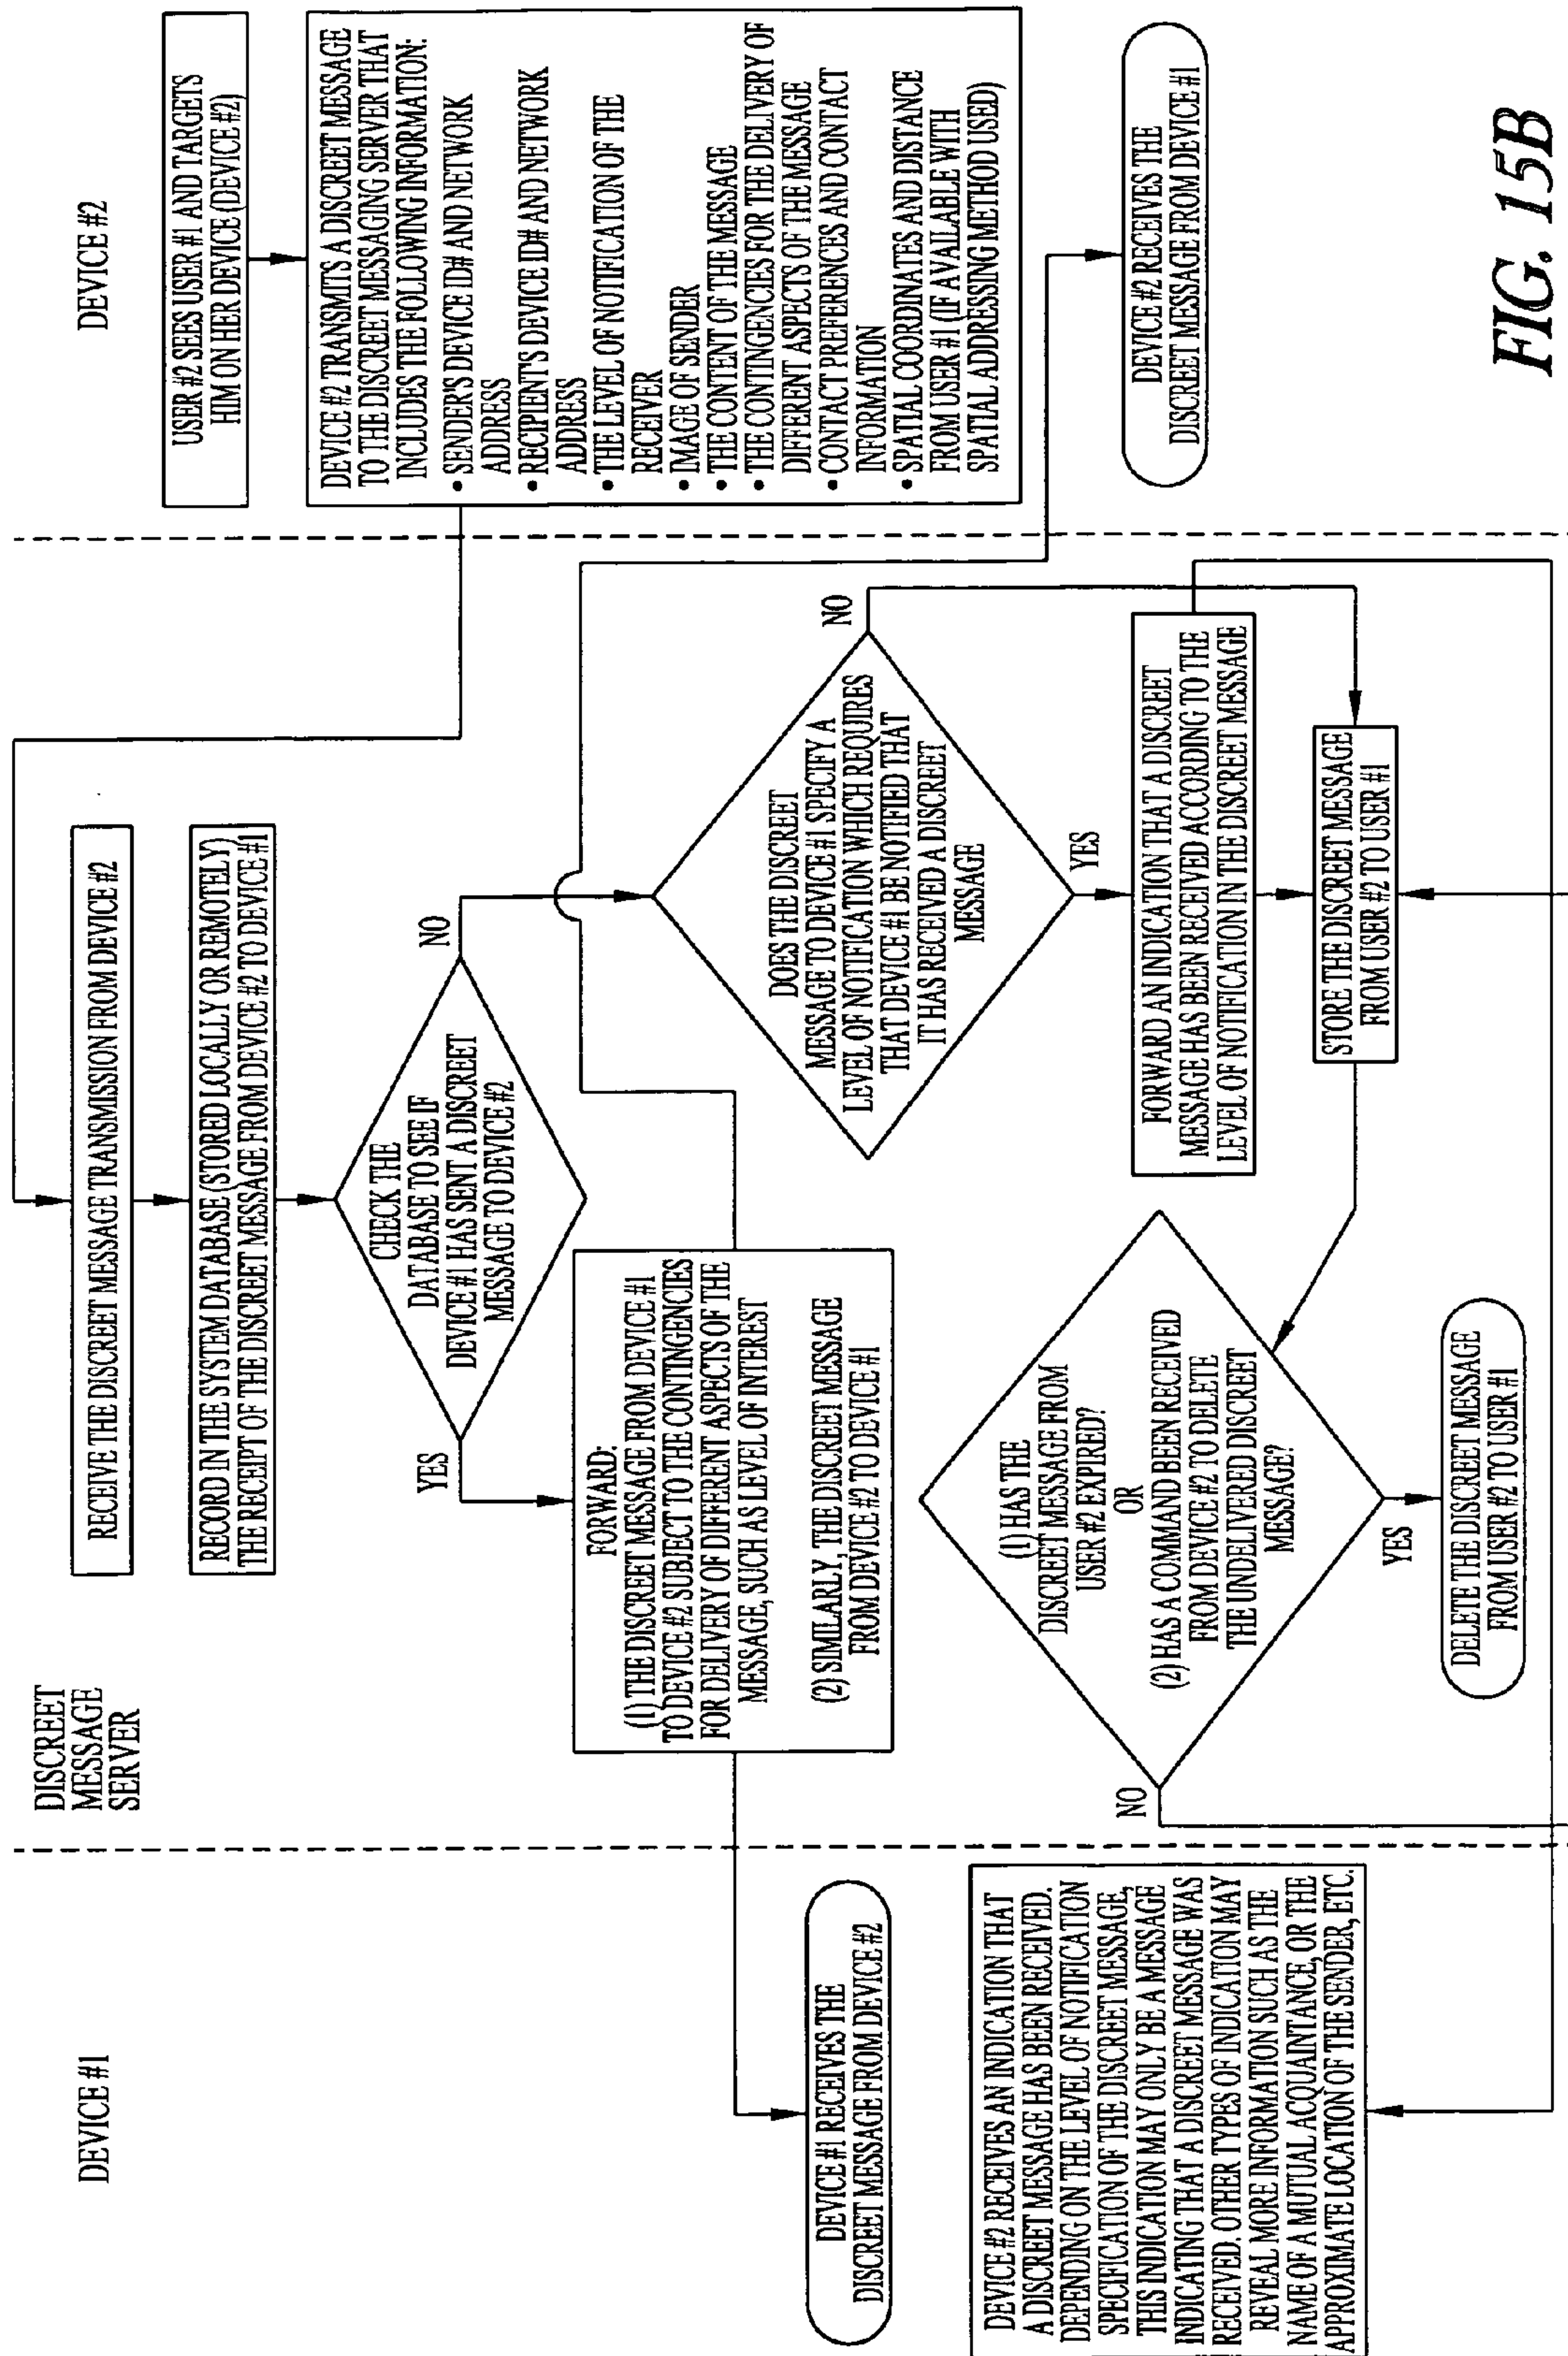 DEVICE #1
DISCREET
MESSAGE
SERVER
DEVICE #2
USER #2 SEES USER #1 AND TARGETS
HIM ON HER DEVICE (DEVICE #2)
DEVICE #2 TRANSMITS A DISCREET MESSAGE
TO THE DISCREET MESSAGING SERVER THAT
INCLUDES THE FOLLOWING INFORMATION:
• SENDER'S DEVICE ID# AND NETWORK
ADDRESS
• RECIPIENTS DEVICE ID# AND NETWORK
ADDRESS
• THE LEVEL OF NOTIFICATION OF THE
RECEIVER
• IMAGE OF SENDER
• THE CONTENT OF THE MESSAGE
• THE CONTINGENCIES FOR THE DELIVERY OF
DIFFERENT ASPECTS OF THE MESSAGE
• CONTACT PREFERENCES AND CONTACT
INFORMATION
• SPATIAL COORDINATES AND DISTANCE
FROM USER #1 (IF AVAILABLE WITH
SPATIAL ADDRESSING METHOD USED)
RECEIVE THE DISCREET MESSAGE TRANSMISSION FROM DEVICE #2
RECORD IN THE SYSTEM DATABASE (STORED LOCALLY OR REMOTELY)
THE RECEIPT OF THE DISCREET MESSAGE FROM DEVICE #2 TO DEVICE #1
CHECK THE
DATABASE TO SEE IF
DEVICE #1 HAS SENT A DISCREET
MESSAGE TO DEVICE #2
YES
NO
FORWARD:
(1) THE DISCREET MESSAGE FROM DEVICE #1
TO DEVICE #2 SUBJECT TO THE CONTINGENCIES
FOR DELIVERY OF DIFFERENT ASPECTS OF THE
MESSAGE, SUCH AS LEVEL OF INTEREST
(2) SIMILARLY, THE DISCREET MESSAGE
FROM DEVICE #2 TO DEVICE #1
DEVICE #1 RECEIVES THE
DISCREET MESSAGE FROM DEVICE #2
DOES THE DISCREET
MESSAGE TO DEVICE #1 SPECIFY A
LEVEL OF NOTIFICATION WHICH REQUIRES
THAT DEVICE #1 BE NOTIFIED THAT
IT HAS RECEIVED A DISCREET
MESSAGE
NO
YES
DEVICE #2 RECEIVES THE
DISCREET MESSAGE FROM DEVICE #1
FORWARD AN INDICATION THAT A DISCREET
MESSAGE HAS BEEN RECEIVED ACCORDING TO THE
LEVEL OF NOTIFICATION IN THE DISCREET MESSAGE
STORE THE DISCREET MESSAGE
FROM USER #2 TO USER #1
(1) HAS THE
DISCREET MESSAGE FROM
USER #2 EXPIRED?
OR
(2) HAS A COMMAND BEEN RECEIVED
FROM DEVICE #2 TO DELETE
THE UNDELIVERED DISCREET
MESSAGE?
NO
YES
DELETE THE DISCREET MESSAGE
FROM USER #2 TO USER #1
DEVICE #2 RECEIVES AN INDICATION THAT
A DISCREET MESSAGE HAS BEEN RECEIVED.
DEPENDING ON THE LEVEL OF NOTIFICATION
SPECIFICATION OF THE DISCREET MESSAGE,
THIS INDICATION MAY ONLY BE A MESSAGE
INDICATING THAT A DISCREET MESSAGE WAS
RECEIVED. OTHER TYPES OF INDICATION MAY
REVEAL MORE INFORMATION SUCH AS THE
NAME OF A MUTUAL ACQUAINTANCE, OR THE
APPROXIMATE LOCATION OF THE SENDER, ETC.
FIG. 15B